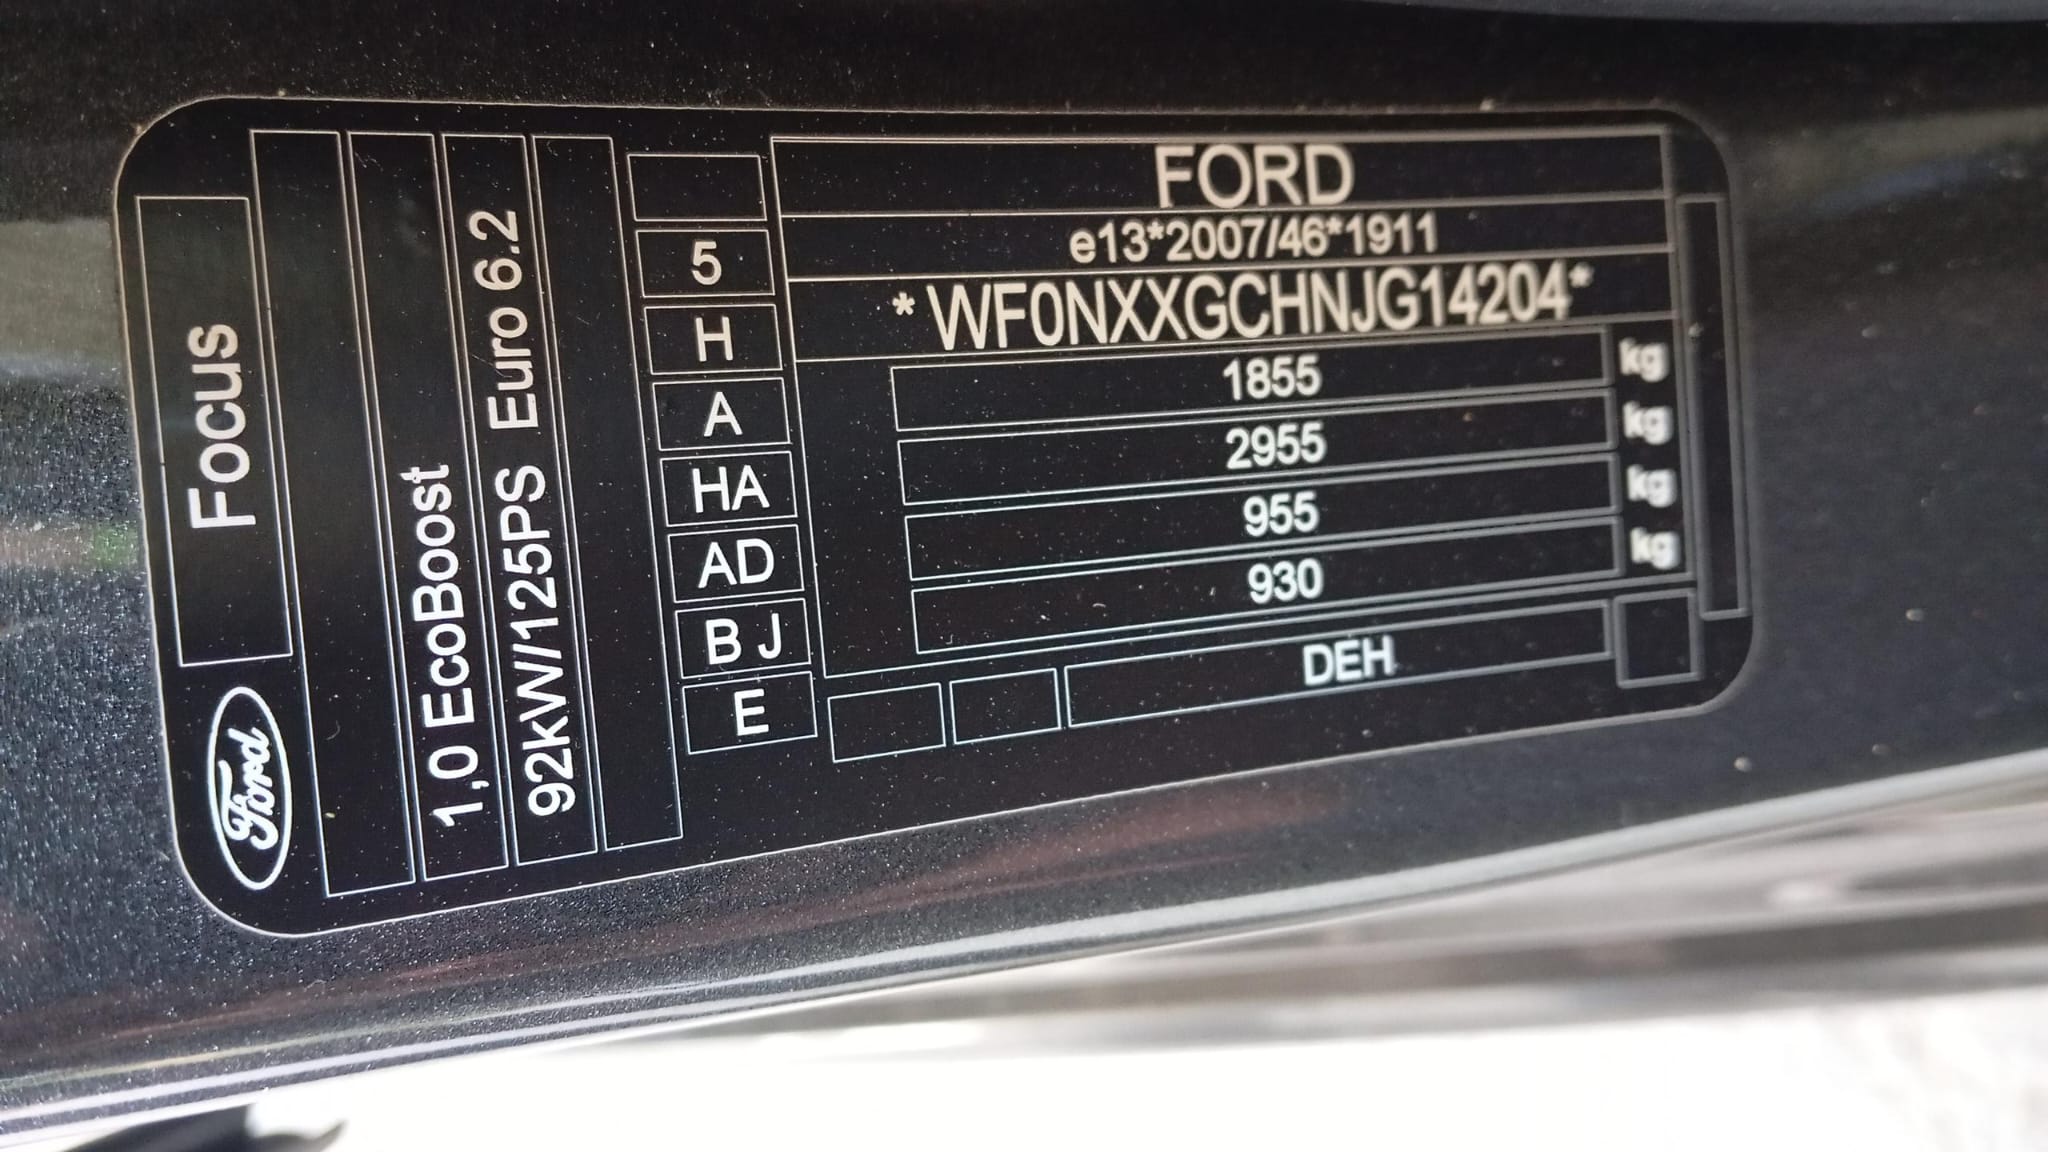 Ford
Focus
1,0 EcoBoost
92kW/125PS Euro 6.2
5
H
A
HA
AD
B J
E
FORD
e13*2007/46*1911
*WF0NXXGCHNJG14204*
1855 kg
2955 kg
955 kg
930 kg
DEH